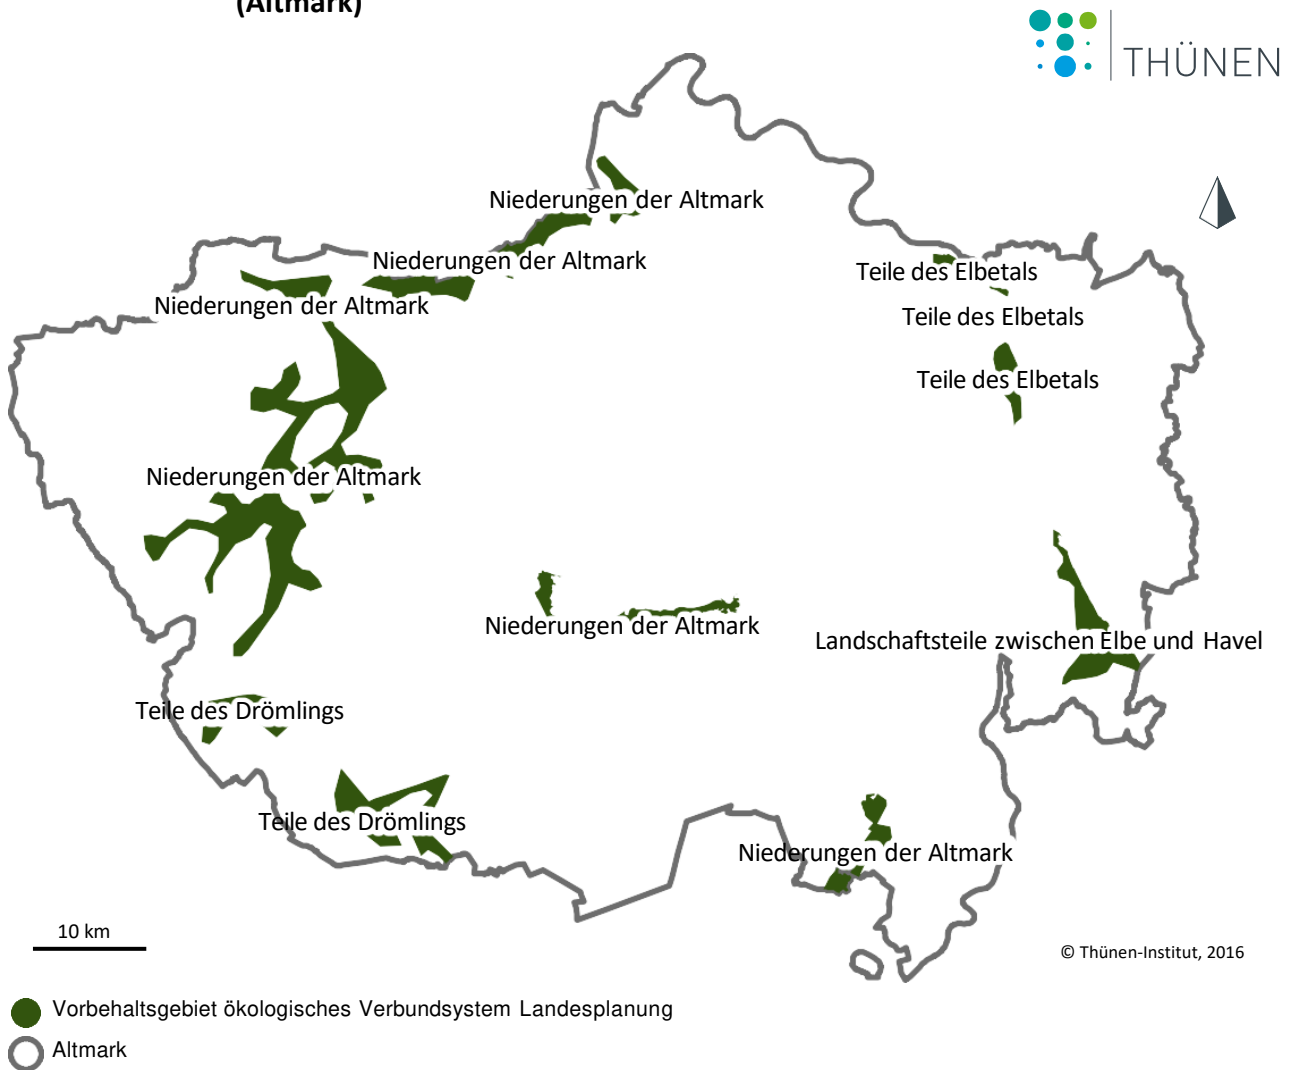 (Altmark)
THÜNEN
Niederungen der Altmark
Niederungen der Altmark
Teile des Elbetals
Niederungen der Altmark
Teile des Elbetals
Teile des Elbetals
Niederungen der Altmark
Niederungen der Altmark
Landschaftsteile zwischen Elbe und Havel
Teile des Drömlings
Teile des Drömlings
Niederungen der Altmark
10 km
© Thünen-Institut, 2016
Vorbehaltsgebiet ökologisches Verbundsystem Landesplanung
Altmark